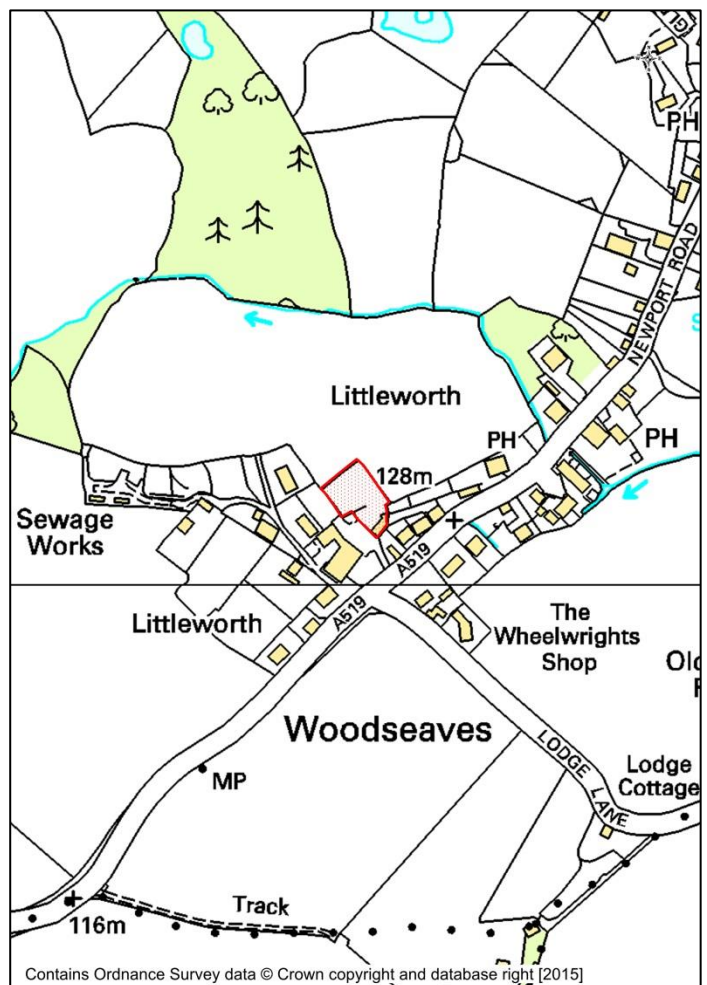 PH
NEWPORT ROAD
Littleworth
PH
PH
128m
Sewage
Works
A519
A519
Littleworth
The
Wheelwrights
Shop
Woodseaves
LODGE LANE
Lodge
Cottage
MP
Track
116m
Contains Ordnance Survey data © Crown copyright and database right [2015]